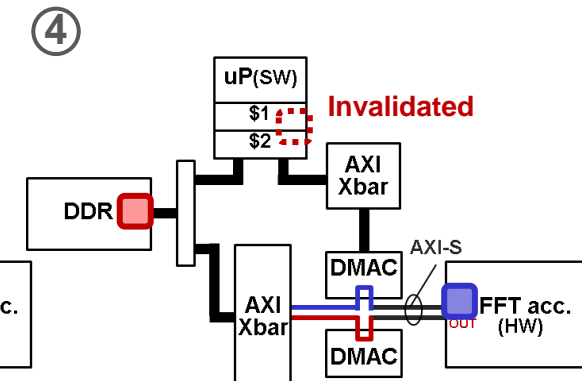 ④
uP(SW)
$1
$2
Invalidated
AXI
Xbar
DDR
AXI-S
DMAC
c.
AXI
Xbar
FFT acc.
(HW)
OUT
DMAC